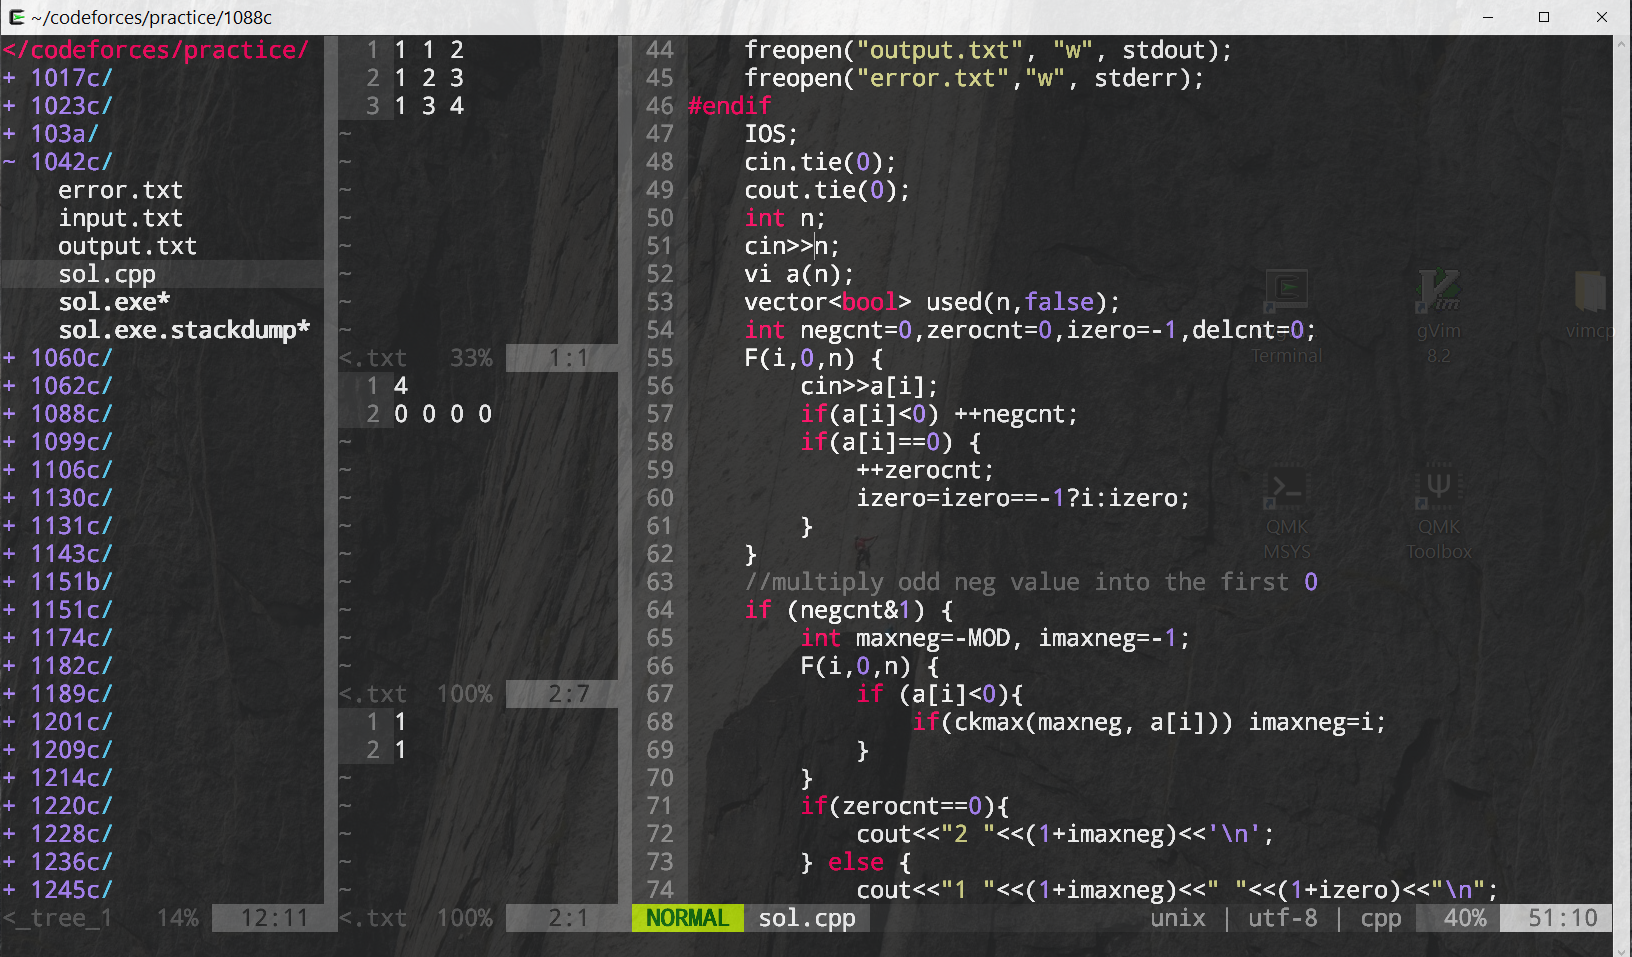 ~/codeforces/practice/1088c
</codeforces/practice/
+ 1017c/
+ 1023c/
+ 103a/
~ 1042c/
error.txt
input.txt
output.txt
sol.cpp
sol.exe*
sol.exe.stackdump*
+ 1060c/
+ 1062c/
+ 1088c/
+ 1099c/
+ 1106c/
+ 1130c/
+ 1131c/
+ 1143c/
+ 1151b/
+ 1151c/
+ 1174c/
+ 1182c/
+ 1189c/
+ 1201c/
+ 1209c/
+ 1214c/
+ 1220c/
+ 1228c/
+ 1236c/
+ 1245c/
<_tree_1 14% 12:11
1 1 1 2
2 1 2 3
3 1 3 4
~
~
~
~
~
~
~
~
<.txt 33% 1:1
1 4
2 0 0 0 0
~
~
~
~
~
~
~
~
~
<.txt 100% 2:7
1 1
2 1
~
~
~
~
~
<.txt 100% 2:1
44 freopen("output.txt", "w", stdout);
45 freopen("error.txt","w", stderr);
46 #endif
47 IOS;
48 cin.tie(0);
49 cout.tie(0);
50 int n;
51 cin>>n;
52 vi a(n);
53 vector<bool> used(n,false);
54 int negcnt=0,zerocnt=0,izero=-1,delcnt=0;
55 F(i,0,n) {
56 cin>>a[i];
57 if(a[i]<0) ++negcnt;
58 if(a[i]==0) {
59 ++zerocnt;
60 izero=izero==-1?i:izero;
61 }
62 }
63 //multiply odd neg value into the first 0
64 if (negcnt&1) {
65 int maxneg=-MOD, imaxneg=-1;
66 F(i,0,n) {
67 if (a[i]<0){
68 if(ckmax(maxneg, a[i])) imaxneg=i;
69 }
70 }
71 if(zerocnt==0){
72 cout<<"2 "<<(1+imaxneg)<<'\n';
73 } else {
74 cout<<"1 "<<(1+imaxneg)<<" "<<(1+izero)<<"\n";
NORMAL sol.cpp unix | utf-8 | cpp 40% 51:10
Terminal
gVim
8.2
vimcp
QMK
MSYS
QMK
Toolbox